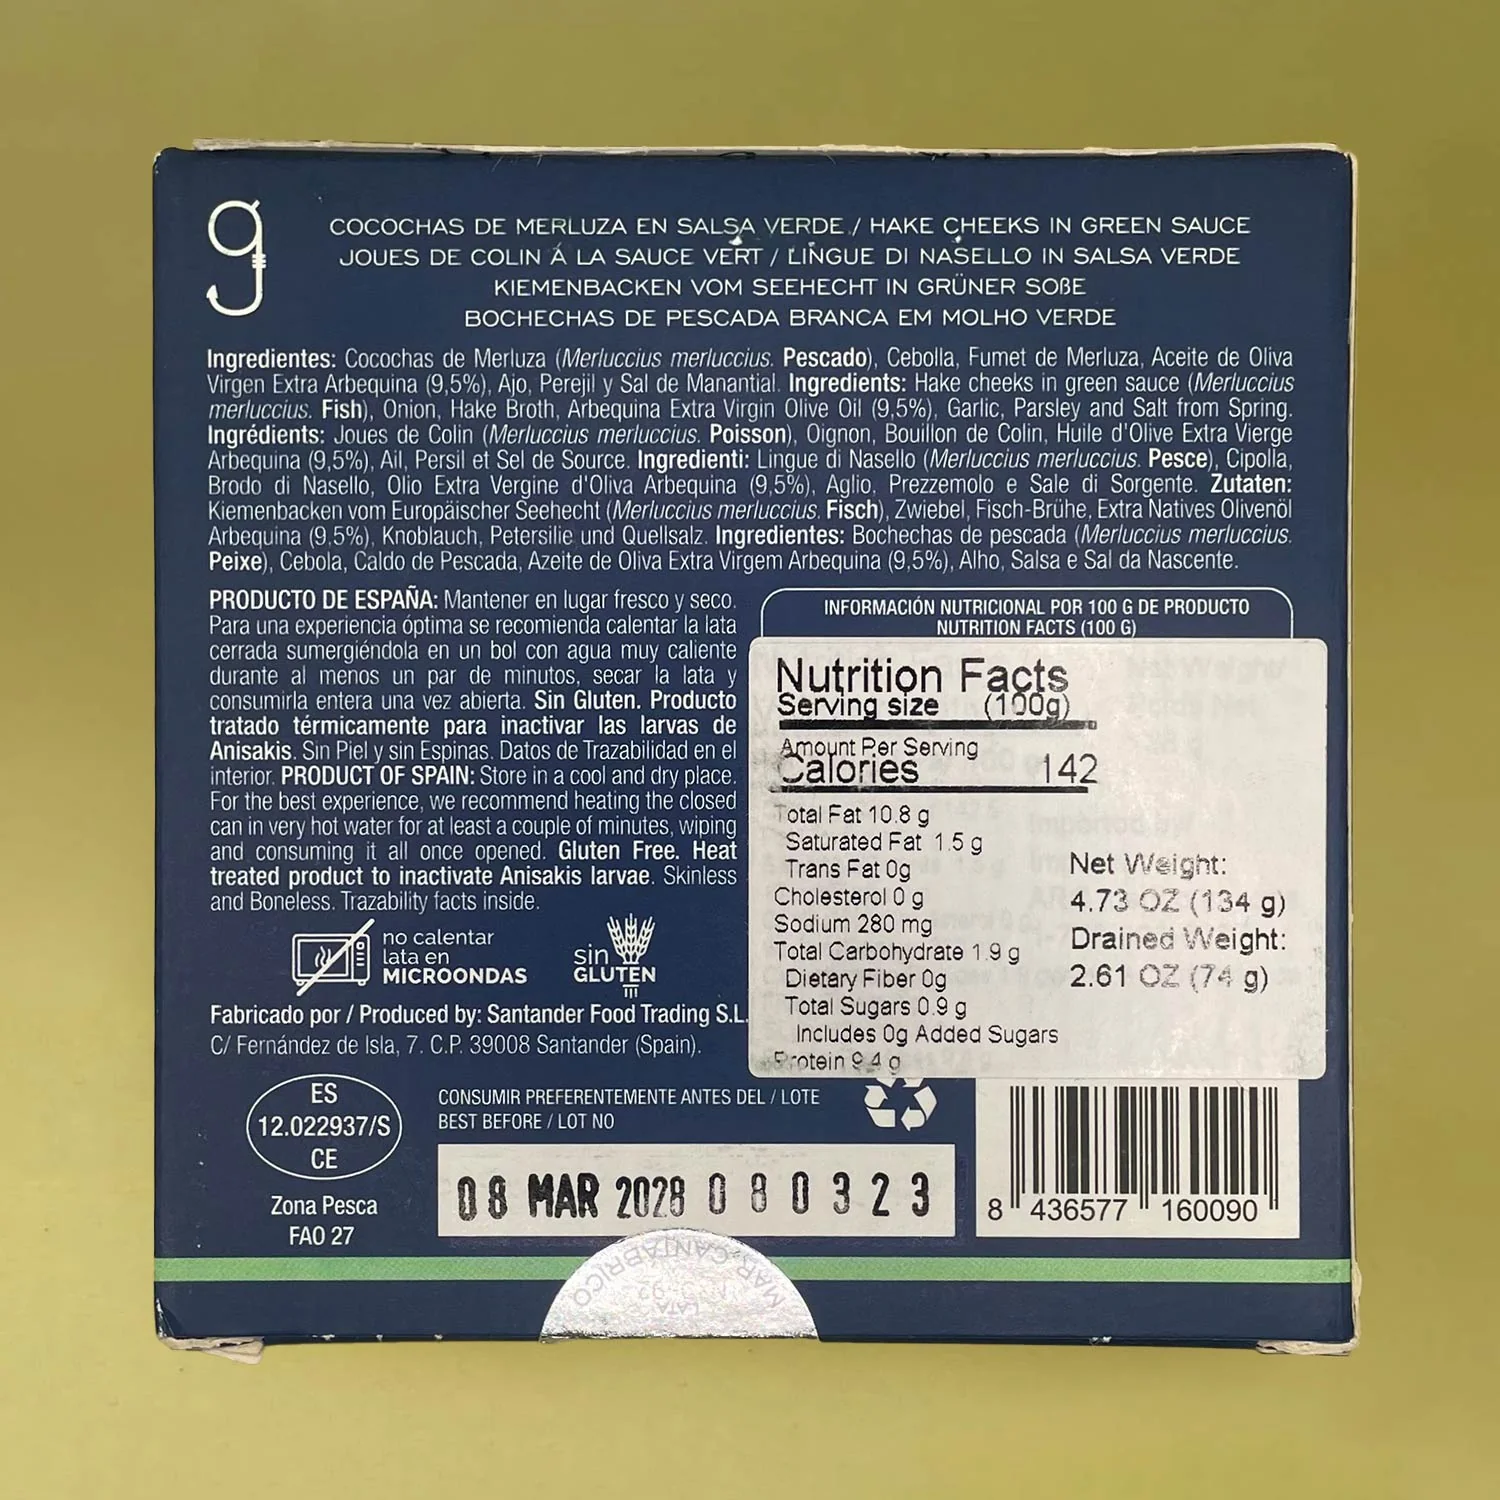 g
COCOCHAS DE MERLUZA EN SALSA VERDE / HAKE CHEEKS IN GREEN SAUCE
JOUES DE COLIN Á LA SAUCE VERT / LINGUE DI NASELLO IN SALSA VERDE
KIEMENBACKEN VOM SEEHECHT IN GRÜNER SOßE
BOCHECHAS DE PESCADA BRANCA EM MOLHO VERDE
Ingredientes: Cocochas de Merluza (Merluccius merluccius. Pescado), Cebolla, Fumet de Merluza, Aceite de Oliva
Virgen Extra Arbequina (9,5%), Ajo, Perejil y Sal de Manantial. Ingredients: Hake cheeks in green sauce (Merluccius
merluccius. Fish), Onion, Hake Broth, Arbequina Extra Virgin Olive Oil (9,5%), Garlic, Parsley and Salt from Spring.
Ingrédients: Joues de Colin (Merluccius merluccius. Poisson), Oignon, Bouillon de Colin, Huile d'Olive Extra Vierge
Arbequina (9,5%), Ail, Persil et Sel de Source. Ingredienti: Lingue di Nasello (Merluccius merluccius. Pesce), Cipolla,
Brodo di Nasello, Olio Extra Vergine d'Oliva Arbequina (9,5%), Aglio, Prezzemolo e Sale di Sorgente. Zutaten:
Kiemenbacken vom Europäischer Seehecht (Merluccius merluccius. Fisch), Zwiebel, Fisch-Brühe, Extra Natives Olivenöl
Arbequina (9,5%), Knoblauch, Petersilie und Quellsalz. Ingredientes: Bochechas de pescada (Merluccius merluccius.
Peixe), Cebola, Caldo de Pescada, Azeite de Oliva Extra Virgem Arbequina (9,5%), Alho, Salsa e Sal da Nascente.
PRODUCTO DE ESPAÑA: Mantener en lugar fresco y seco.
Para una experiencia óptima se recomienda calentar la lata
cerrada sumergiéndola en un bol con agua muy caliente
durante al menos un par de minutos, secar la lata y
consumirla entera una vez abierta. Sin Gluten. Producto
tratado térmicamente para inactivar las larvas de
Anisakis. Sin Piel y sin Espinas. Datos de Trazabilidad en el
interior. PRODUCT OF SPAIN: Store in a cool and dry place.
For the best experience, we recommend heating the closed
can in very hot water for at least a couple of minutes, wiping
and consuming it all once opened. Gluten Free. Heat
treated product to inactivate Anisakis larvae. Skinless
and Boneless. Trazability facts inside.
no calentar
lata en
MICROONDAS
sin
GLUTEN
Fabricado por / Produced by: Santander Food Trading S.L.
C/ Fernández de Isla, 7. C.P. 39008 Santander (Spain).
INFORMACIÓN NUTRICIONAL POR 100 G DE PRODUCTO
NUTRITION FACTS (100 G)
Nutrition Facts
Serving size (100g)
Amount Per Serving
Calories 142
Total Fat 10.8 g
Saturated Fat 1.5 g
Trans Fat 0g
Cholesterol 0 g
Sodium 280 mg
Total Carbohydrate 1.9 g
Dietary Fiber 0g
Total Sugars 0.9 g
Includes 0g Added Sugars
Protein 9.4 g
Net Weight:
4.73 OZ (134 g)
Drained Weight:
2.61 OZ (74 g)
ES
12.022937/S
CE
Zona Pesca
FAO 27
CONSUMIR PREFERENTEMENTE ANTES DEL / LOTE
BEST BEFORE / LOT NO
08 MAR 2028 080323
8 436577 160090
MAR CANTÁBRICO
LATA